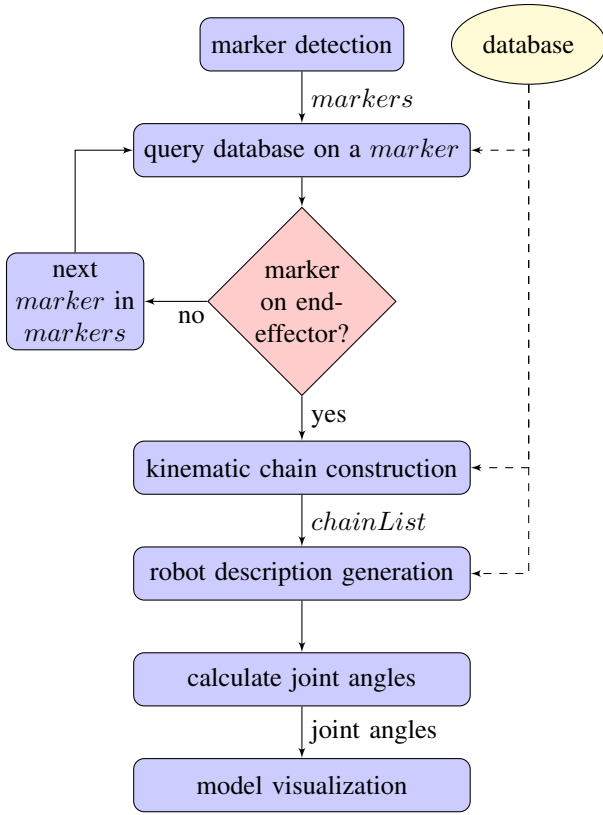 marker detection
database
markers
query database on a marker
next
marker in
markers
no
marker
on end-
effector?
yes
kinematic chain construction
chainList
robot description generation
calculate joint angles
joint angles
model visualization